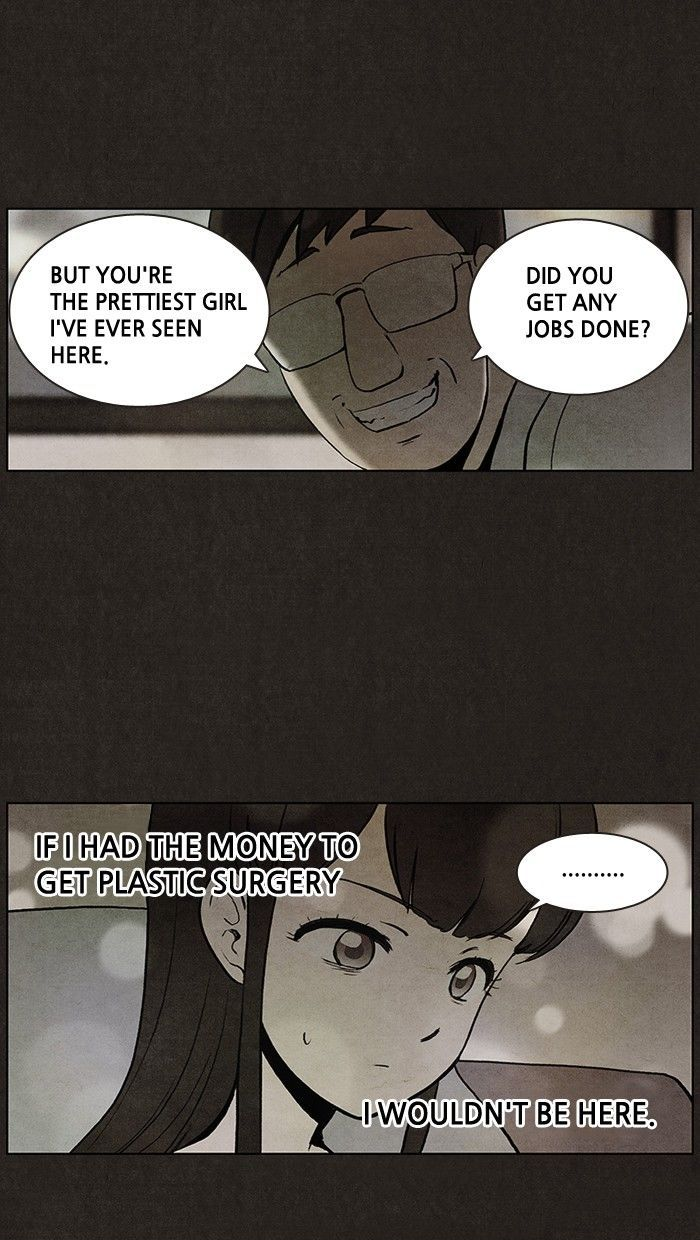 BUT YOU'RE
THE PRETTIEST GIRL
I'VE EVER SEEN
HERE.
DID YOU
GET ANY
JOBS DONE?
IF I HAD THE MONEY TO
GET PLASTIC SURGERY
..........
I WOULDN'T BE HERE.